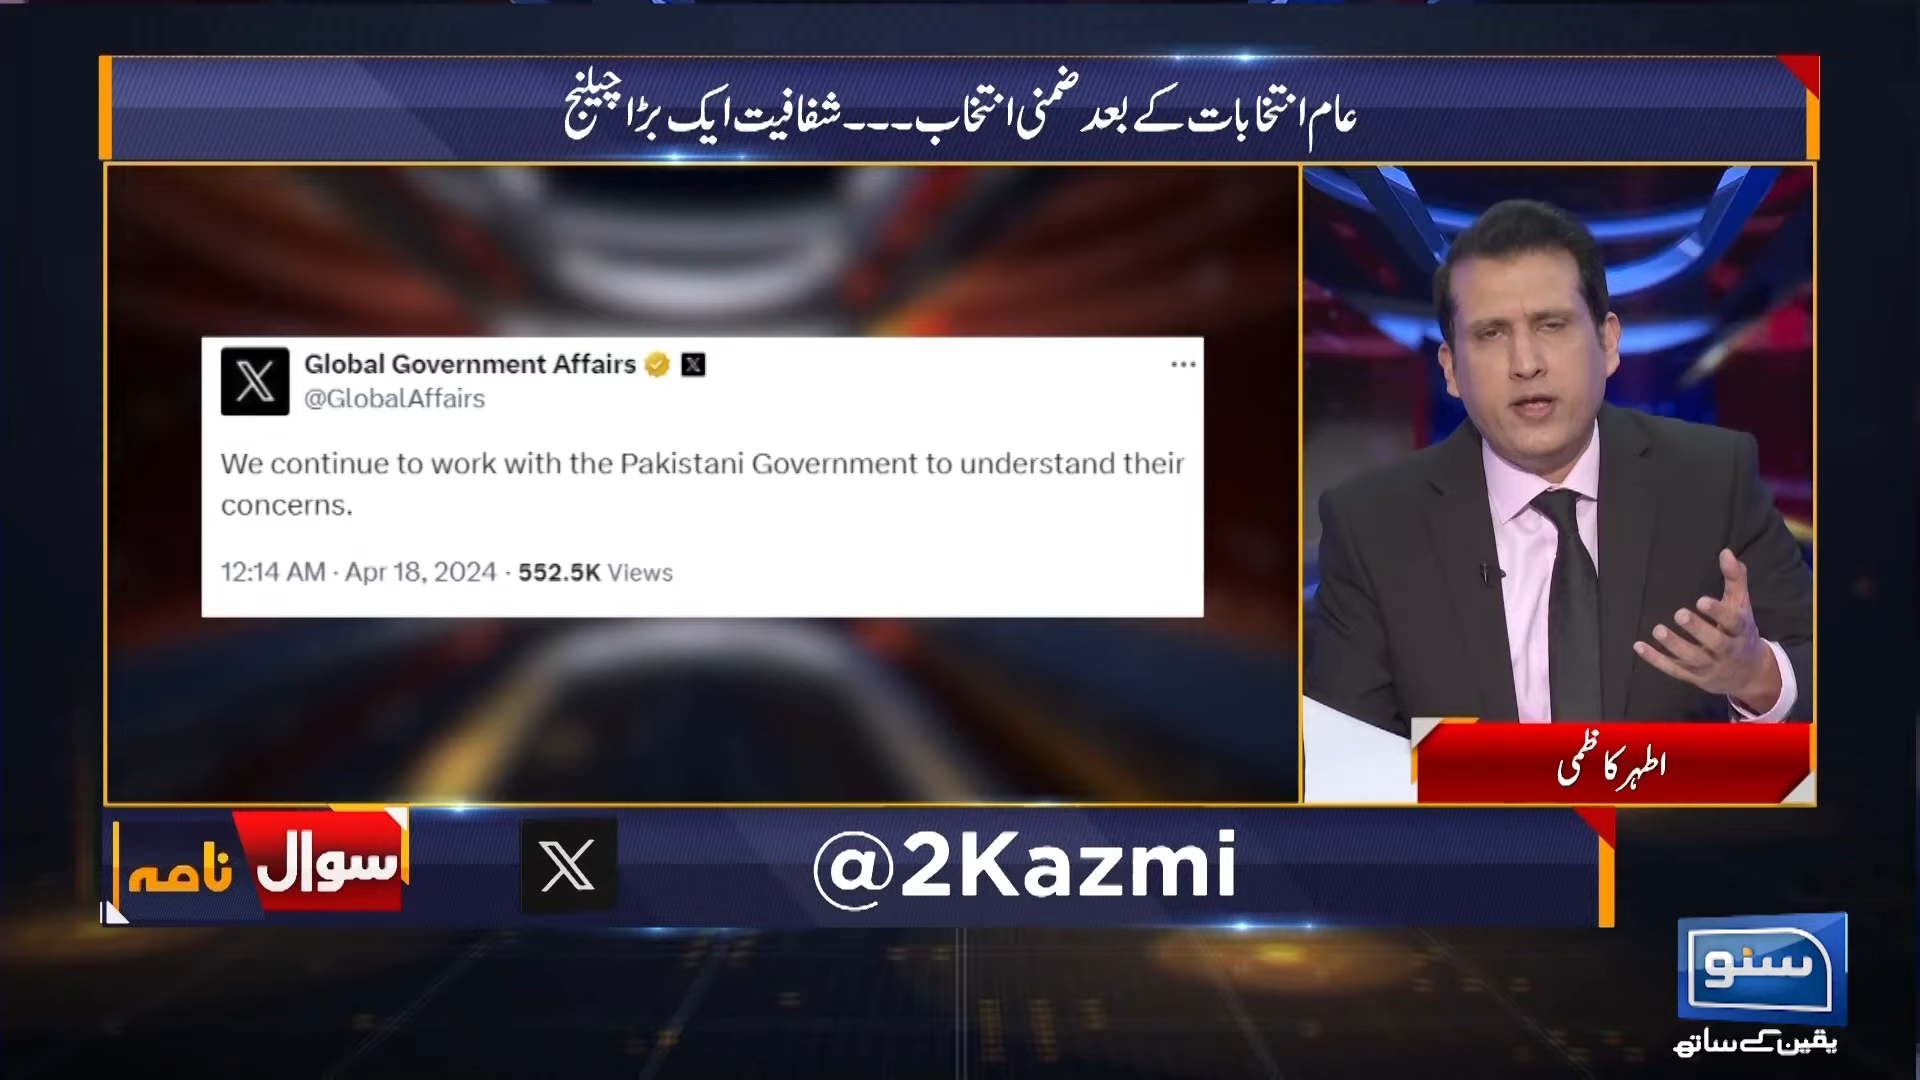 عام انتخابات کے بعد ضمنی انتخاب ۔۔۔ شفافیت ایک بڑا چیلنج
Global Government Affairs
@GlobalAffairs
We continue to work with the Pakistani Government to understand their
concerns.
12:14 AM · Apr 18, 2024 · 552.5K Views
اطہر کاظمی
سوال نامہ
@2Kazmi
سنو
یقین کے ساتھ